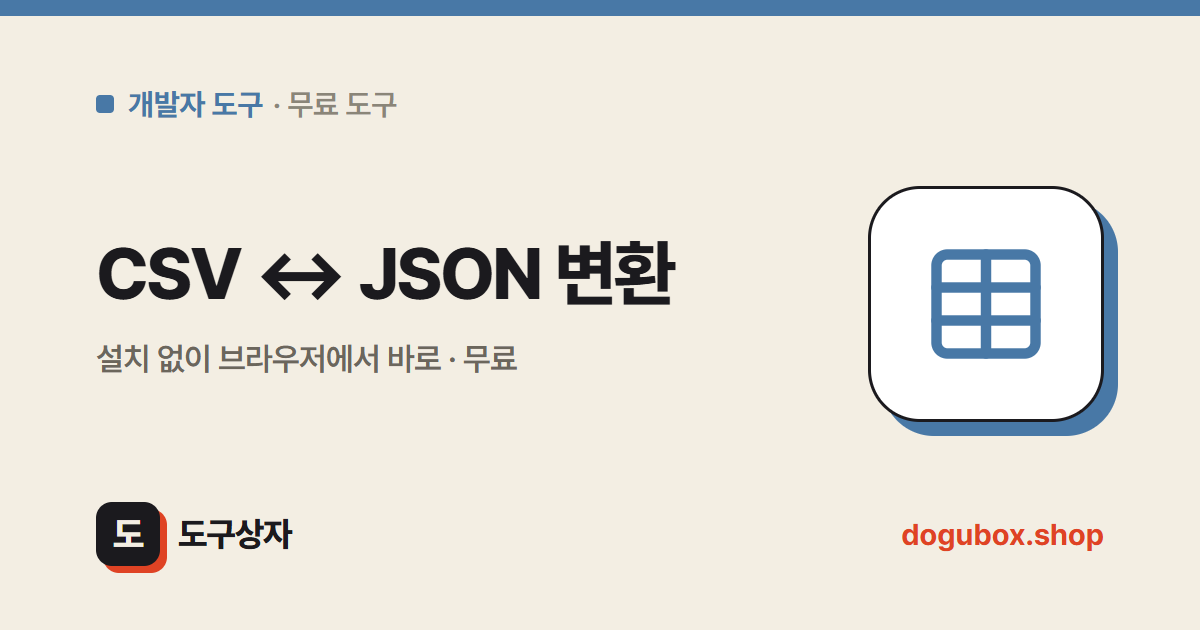 개발자 도구 · 무료 도구
CSV ↔ JSON 변환
설치 없이 브라우저에서 바로 · 무료
도 도구상자
dogubox.shop